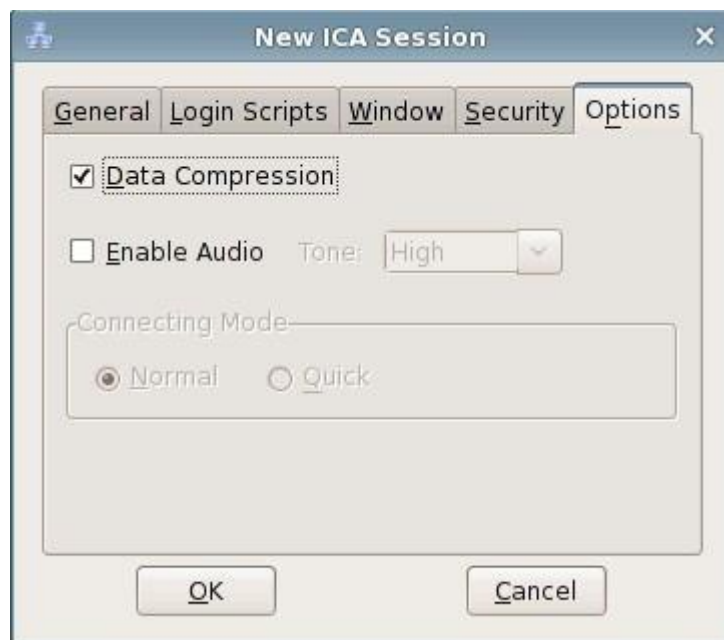 New ICA Session
General Login Scripts Window Security Options
Data Compression
Enable Audio Tone: High
Connecting Mode
Normal Quick
OK Cancel